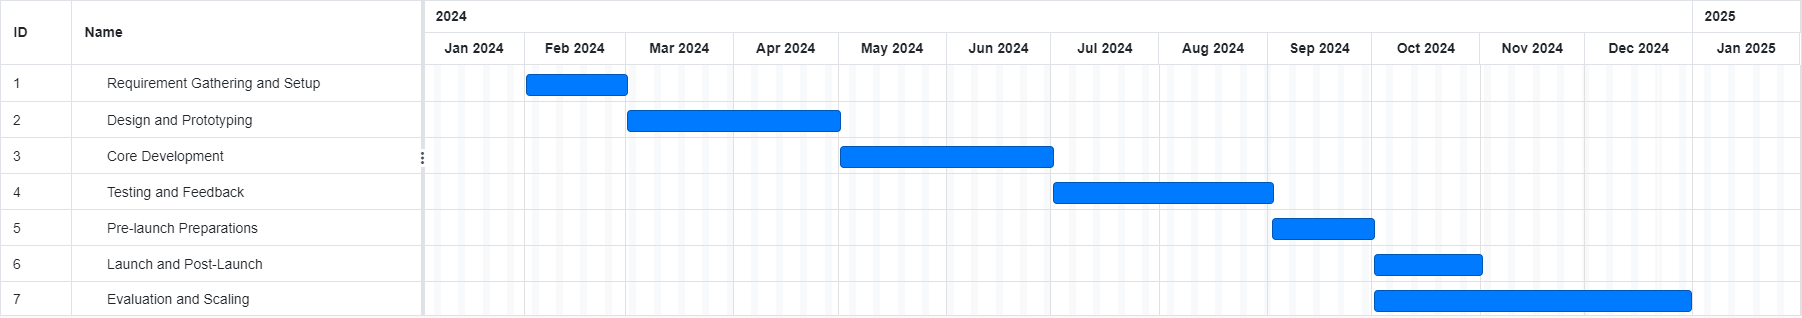 ID Name 2024 2025
Jan 2024 Feb 2024 Mar 2024 Apr 2024 May 2024 Jun 2024 Jul 2024 Aug 2024 Sep 2024 Oct 2024 Nov 2024 Dec 2024 Jan 2025
1 Requirement Gathering and Setup
2 Design and Prototyping
3 Core Development
4 Testing and Feedback
5 Pre-launch Preparations
6 Launch and Post-Launch
7 Evaluation and Scaling